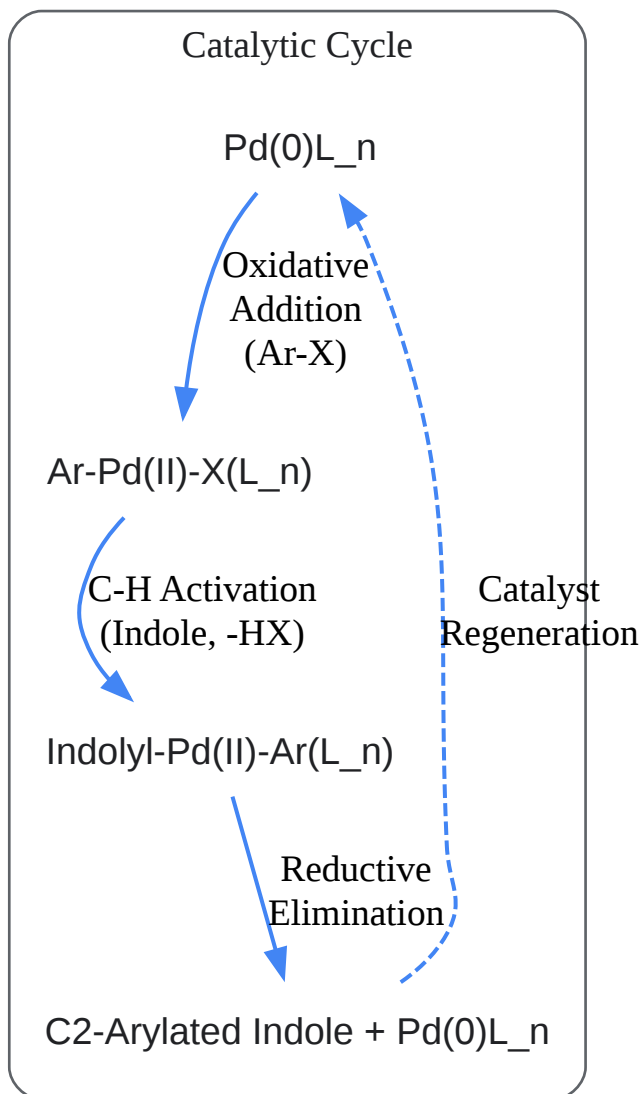 Catalytic Cycle
Pd(0)L_n
Oxidative
Addition
(Ar-X)
Ar-Pd(II)-X(L_n)
C-H Activation
(Indole, -HX)
Catalyst
Regeneration
Indolyl-Pd(II)-Ar(L_n)
Reductive
Elimination
C2-Arylated Indole + Pd(0)L_n